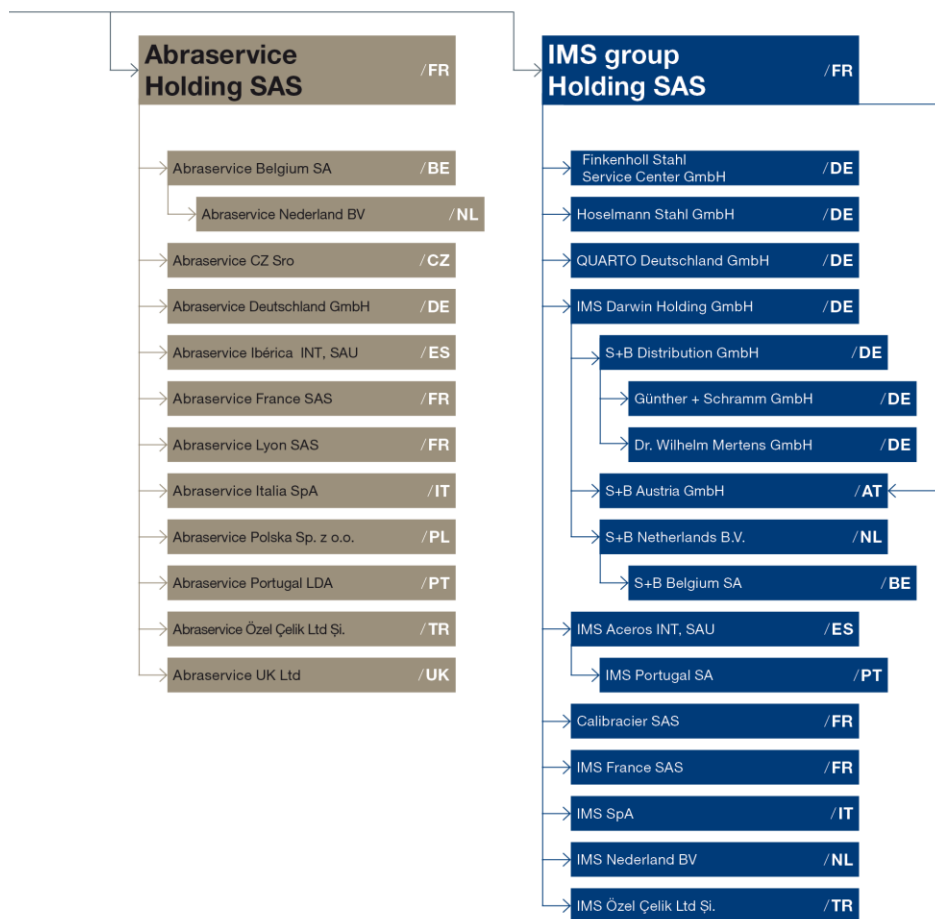 Abraservice
Holding SAS /FR
Abraservice Belgium SA /BE
Abraservice Nederland BV /NL
Abraservice CZ Sro /CZ
Abraservice Deutschland GmbH /DE
Abraservice Ibérica INT, SAU /ES
Abraservice France SAS /FR
Abraservice Lyon SAS /FR
Abraservice Italia SpA /IT
Abraservice Polska Sp. z o.o. /PL
Abraservice Portugal LDA /PT
Abraservice Özel Çelik Ltd Şi. /TR
Abraservice UK Ltd /UK
IMS group
Holding SAS /FR
Finkenholl Stahl
Service Center GmbH /DE
Hoselmann Stahl GmbH /DE
QUARTO Deutschland GmbH /DE
IMS Darwin Holding GmbH /DE
S+B Distribution GmbH /DE
Günther + Schramm GmbH /DE
Dr. Wilhelm Mertens GmbH /DE
S+B Austria GmbH /AT
S+B Netherlands B.V. /NL
S+B Belgium SA /BE
IMS Aceros INT, SAU /ES
IMS Portugal SA /PT
Calibracier SAS /FR
IMS France SAS /FR
IMS SpA /IT
IMS Nederland BV /NL
IMS Özel Çelik Ltd Şi. /TR